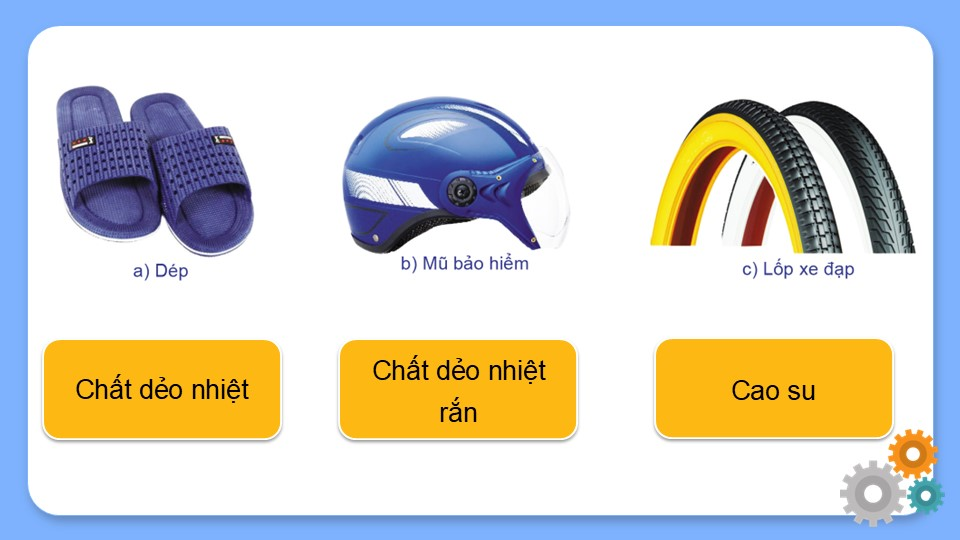 a) Dép
b) Mũ bảo hiểm
c) Lốp xe đạp
Chất dẻo nhiệt
Chất dẻo nhiệt
rắn
Cao su